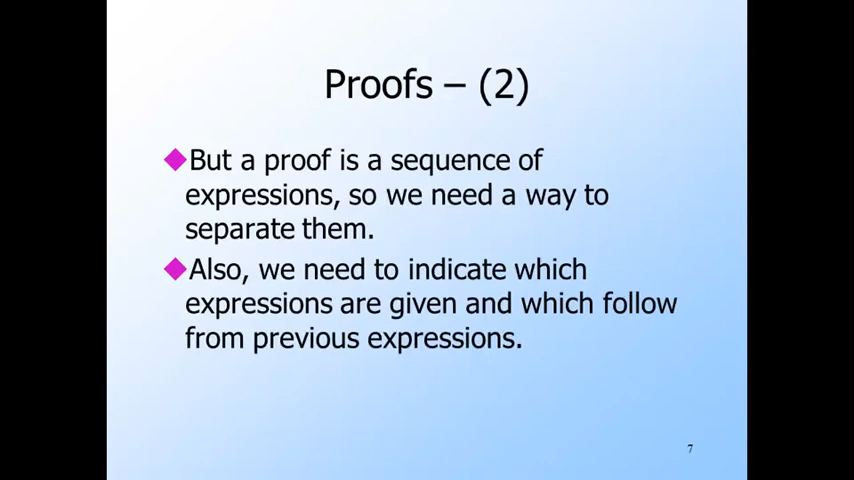 Proofs – (2)
But a proof is a sequence of
expressions, so we need a way to
separate them.
Also, we need to indicate which
expressions are given and which follow
from previous expressions.
7